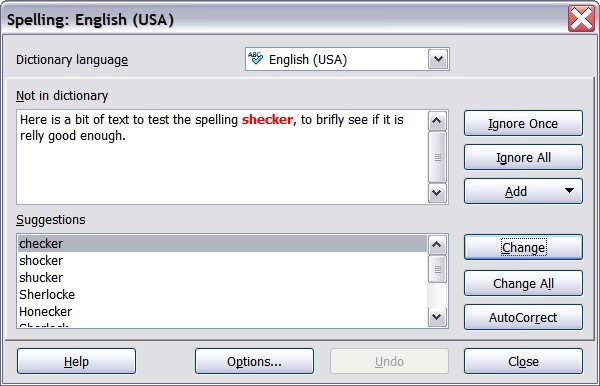 Spelling: English (USA)
Dictionary language
ABC
English (USA)
Not in dictionary
Here is a bit of text to test the spelling shecker, to brifly see if it is
relly good enough.
Ignore Once
Ignore All
Add
Suggestions
checker
shocker
shucker
Sherlocke
Honecker
Sherlock
Change
Change All
AutoCorrect
Help
Options...
Undo
Close